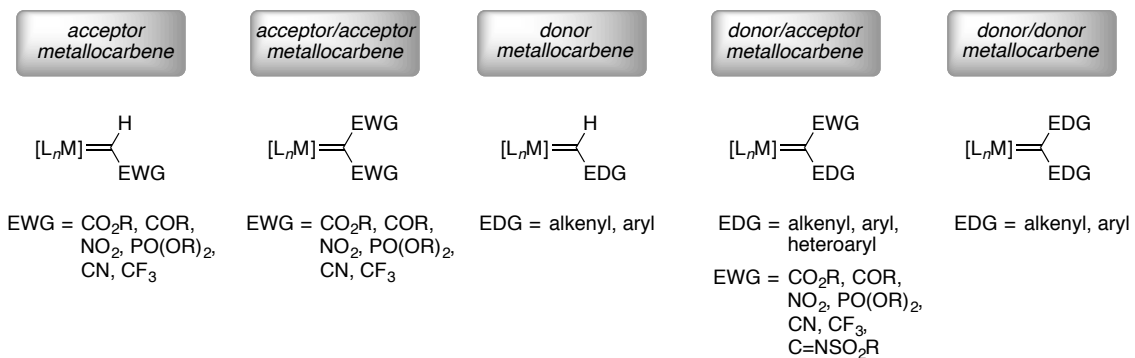 acceptor
metallocarbene
acceptor/acceptor
metallocarbene
donor
metallocarbene
donor/acceptor
metallocarbene
donor/donor
metallocarbene
H
[LₙM]
EWG
EWG
[LₙM]
EWG
H
[LₙM]
EDG
EWG
[LₙM]
EDG
EDG
[LₙM]
EDG
EWG = CO₂R, COR,
NO₂, PO(OR)₂,
CN, CF₃
EWG = CO₂R, COR,
NO₂, PO(OR)₂,
CN, CF₃
EDG = alkenyl, aryl
EDG = alkenyl, aryl,
heteroaryl
EWG = CO₂R, COR,
NO₂, PO(OR)₂,
CN, CF₃,
C=NSO₂R
EDG = alkenyl, aryl